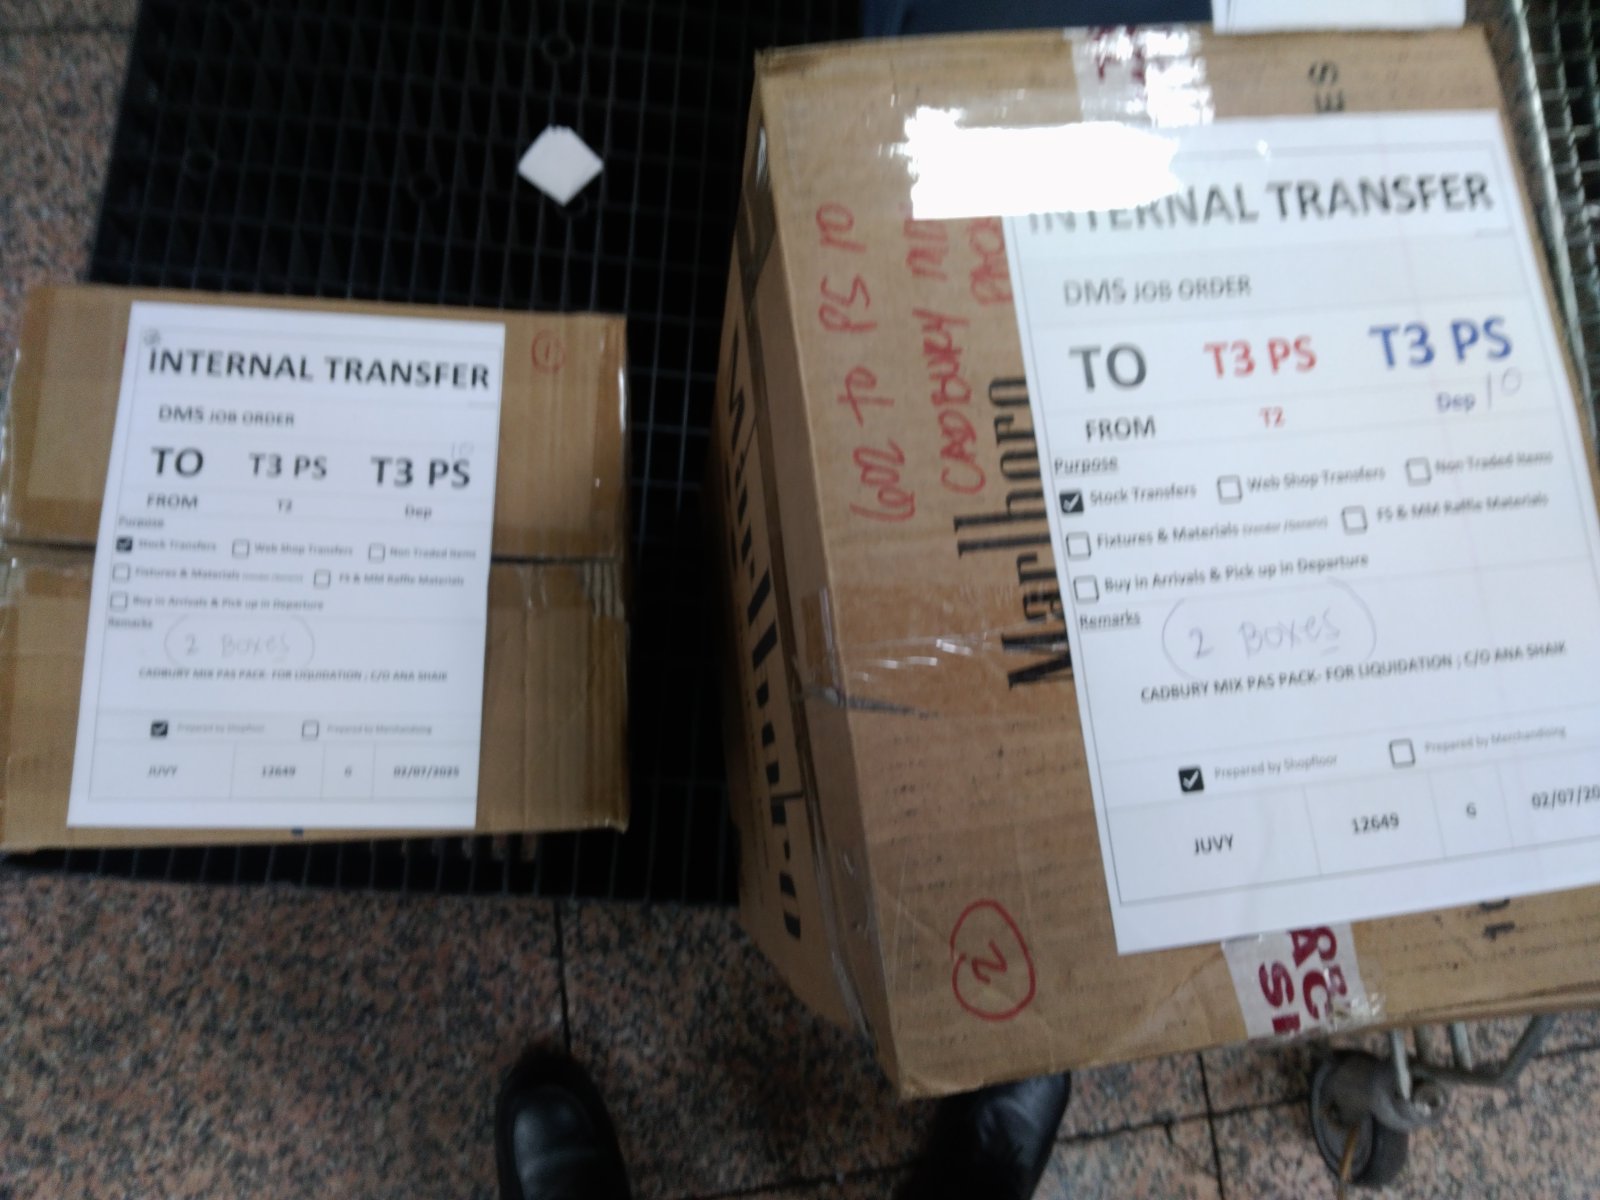 INTERNAL TRANSFER
DMS JOB ORDER
TO T3 PS T3 PS
10
FROM T2 Dep
Purpose
Stock Transfers Web Shop Transfers Non Traded Items
Fixtures & Materials FS & MM Raffle Materials
Buy in Arrivals & Pick up in Departure
Remarks
2 Boxes
CADBURY MIX PAS PACK- FOR LIQUIDATION ; C/O ANA SHAIK
Prepared by Shopfloor Prepared by Merchandising
JUVY 12649 G 02/07/2025
1
INTERNAL TRANSFER
DMS JOB ORDER
TO T3 PS T3 PS
FROM T2 Dep 10
Purpose
Stock Transfers Web Shop Transfers Non Traded Items
Fixtures & Materials FS & MM Raffle Materials
Buy in Arrivals & Pick up in Departure
Remarks
2 Boxes
CADBURY MIX PAS PACK- FOR LIQUIDATION ; C/O ANA SHAIK
Prepared by Shopfloor Prepared by Merchandising
JUVY 12649 G 02/07/20
602 TO PS 10
CADBURY
Marlboro
Marlboro
2
ES